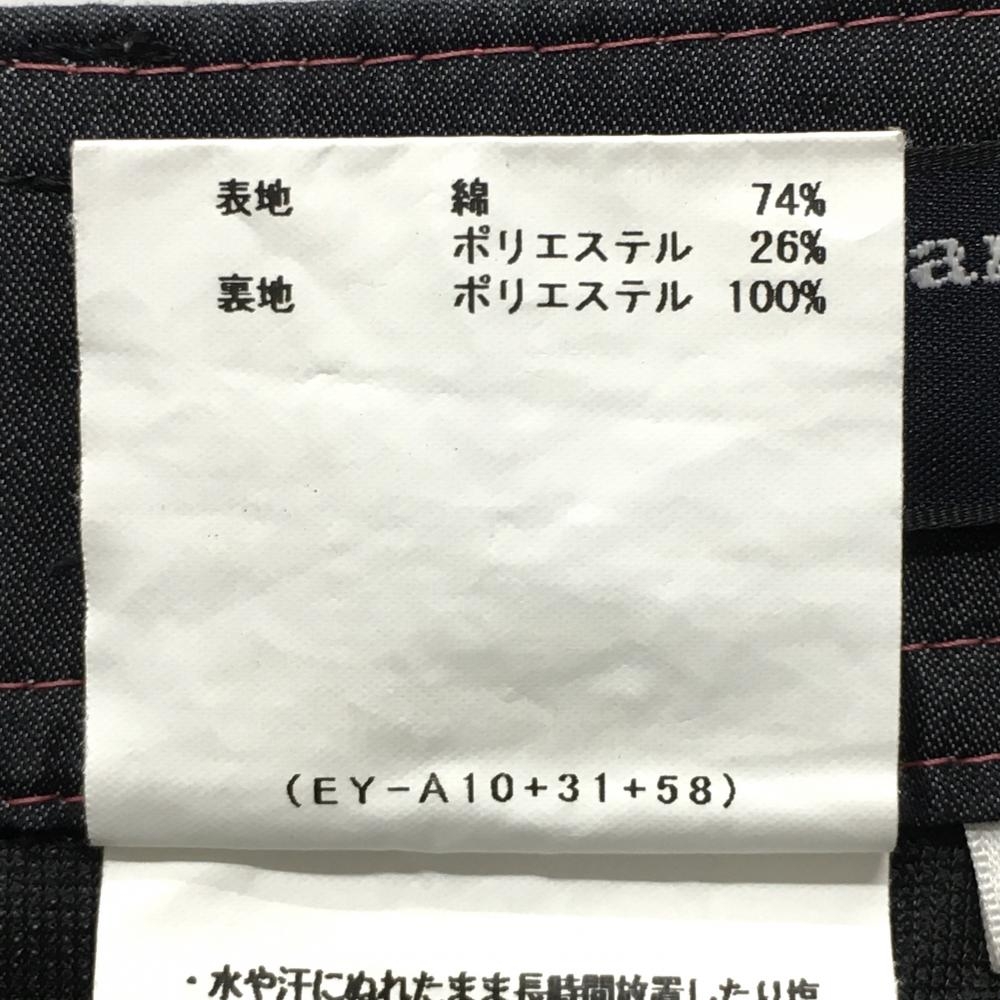 表地 綿 74%
ポリエステル 26%
裏地 ポリエステル 100%
(EY-A10+31+58)
・水や汗にぬれたまま長時間放置したり塩